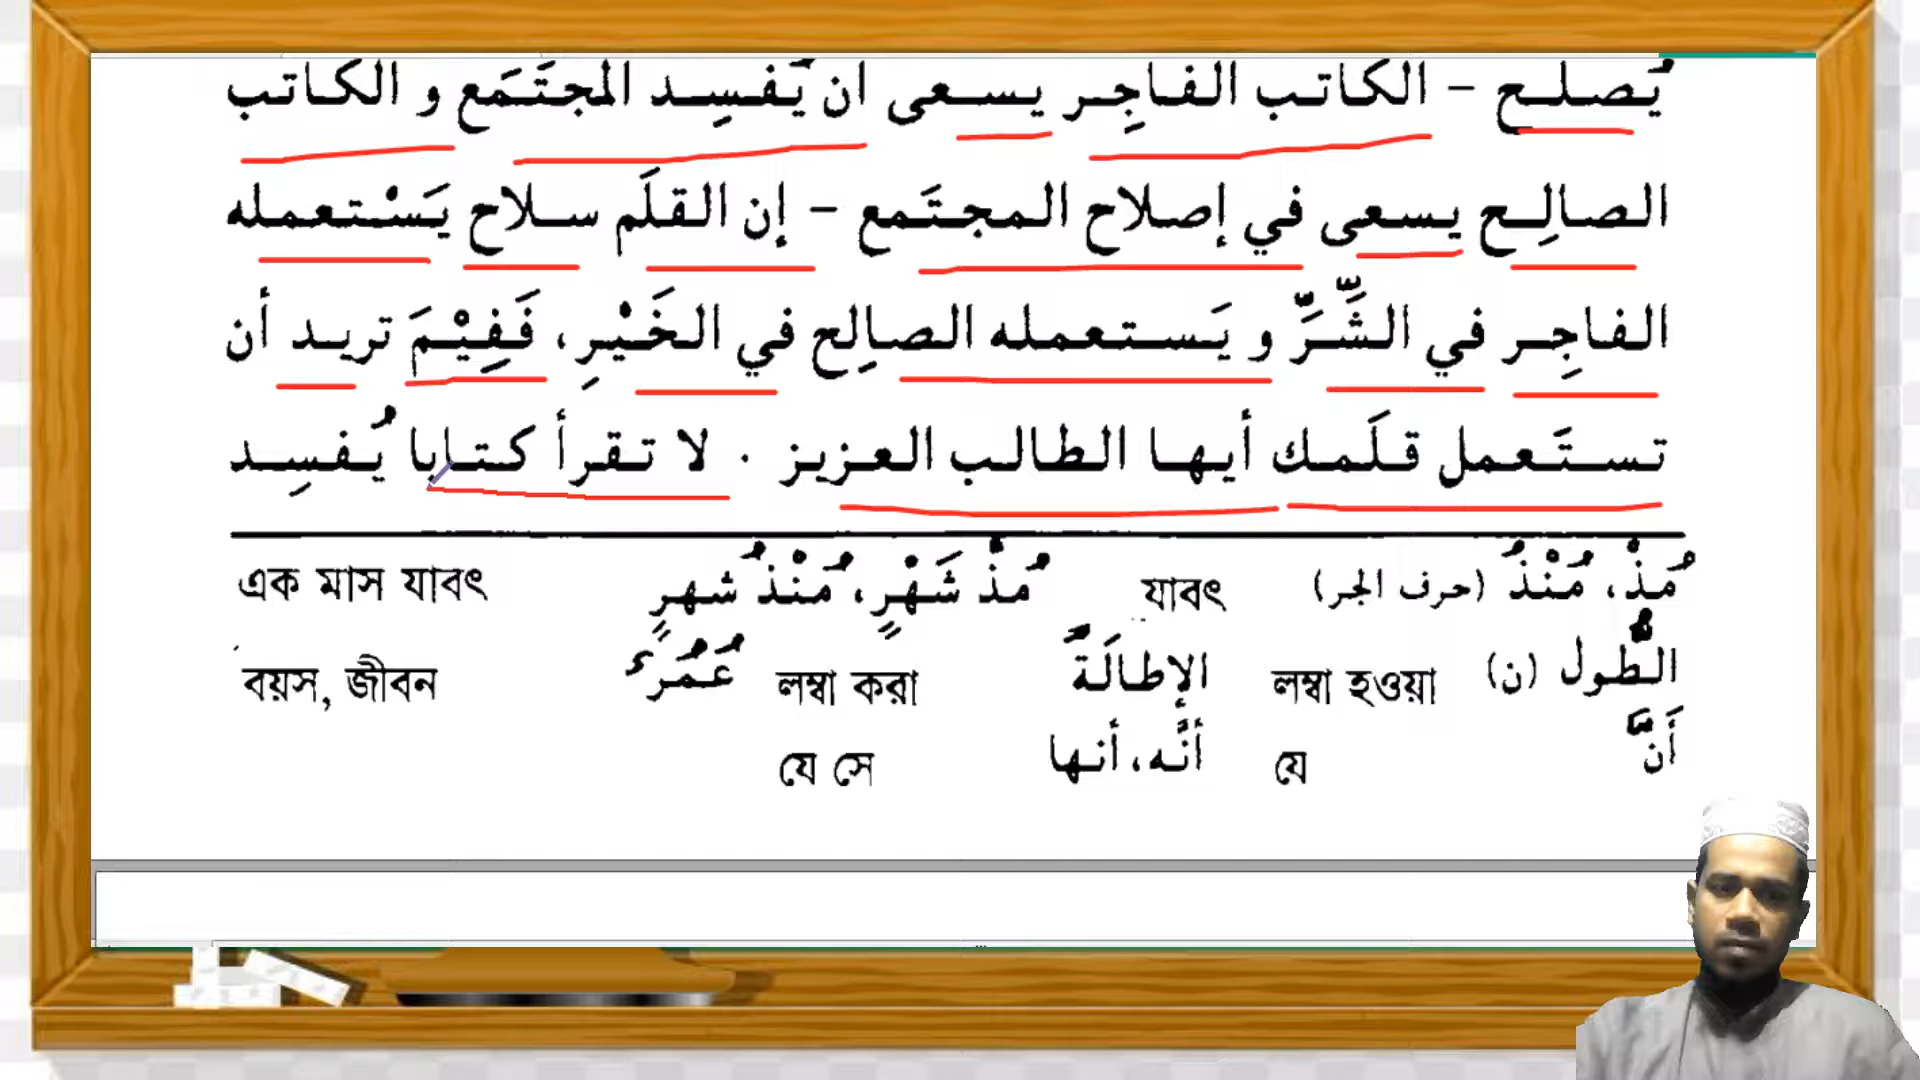 يُصلح – الكاتب الفاجِر يسعى ان يُفسِد المجتَمَع و الكاتب
الصالِح يسعى في إصلاح المجتَمع – إن القلَم سلاح يَسْتعمله
الفاجِر في الشِّرَّ و يَستعمله الصالِح في الخَيْرِ، فَفِيْمَ تريد أن
تستَعمل قلَمك أيها الطالب العزيز . لا تقرأ كتابا يُفسِد
مُذْ، مُنْذُ (حرف الجر) যাবৎ مُذْ شَهْرٍ، مُنْذُ شهرٍ এক মাস যাবৎ
الطُّول (ن) লম্বা হওয়া الإطالَةُ লম্বা করা عُمُرٌ বয়স, জীবন
أَنَّ যে أنَّه، أنها যে সে